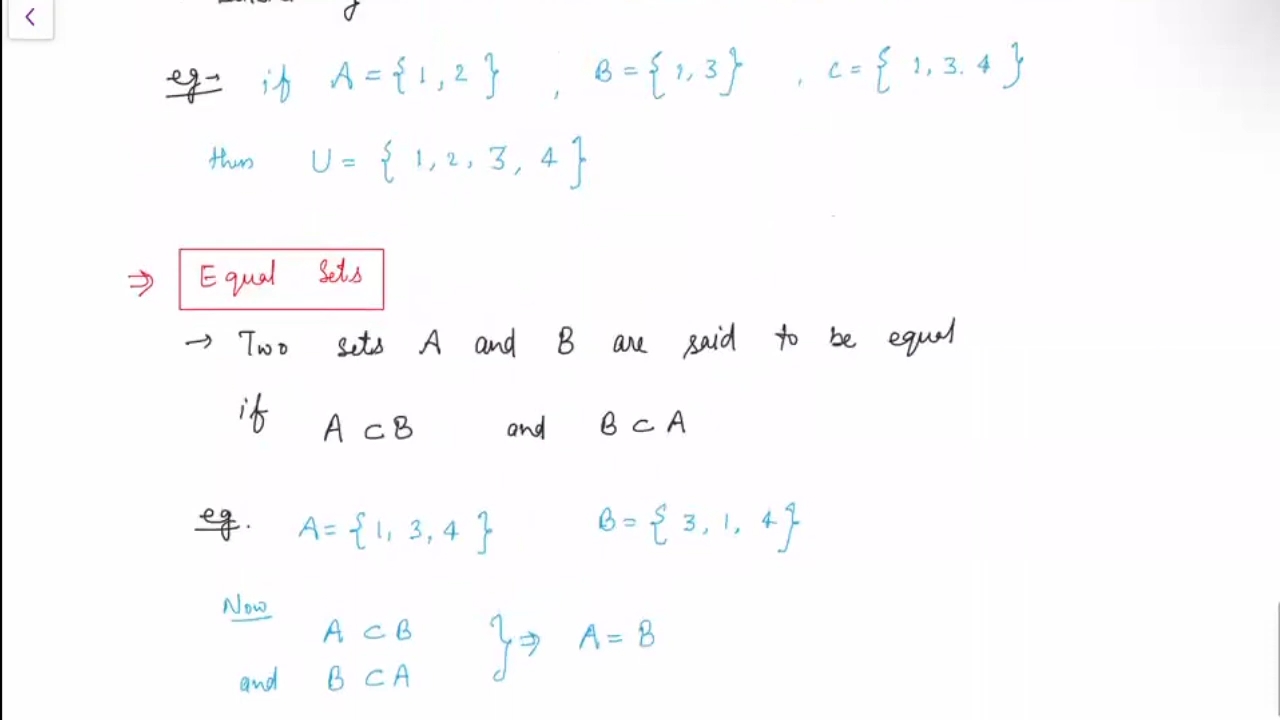 eg→ if A = { 1, 2 } , B = { 1, 3 } , C = { 1, 3. 4 }
then U = { 1, 2, 3, 4 }
⇒ Equal Sets
→ Two sets A and B are said to be equal
if A ⊂ B and B ⊂ A
eg. A = { 1, 3, 4 } B = { 3, 1, 4 }
Now
A ⊂ B } ⇒ A = B
and B ⊂ A